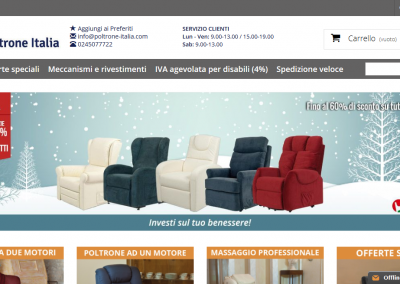 Aggiungi ai Preferiti
SERVIZIO CLIENTI
ltrone Italia
info@poltrone-italia.com
Lun - Ven: 9.00-13.00 / 15.00-19.00
Carrello (vuoto)
0245077722
Sab: 9.00-13.00
rte speciali Meccanismi e rivestimenti IVA agevolata per disabili (4%) Spedizione veloce
Fino al 60% di sconto su tut
%
TTI
Investi sul tuo benessere!
A DUE MOTORI POLTRONE AD UN MOTORE MASSAGGIO PROFESSIONALE OFFERTE S
Offlin